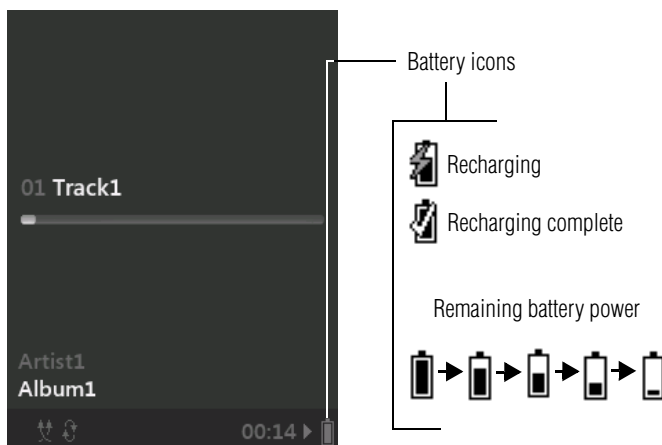 Battery icons
01 Track1
Recharging
Recharging complete
Remaining battery power
Artist1
Album1
00:14